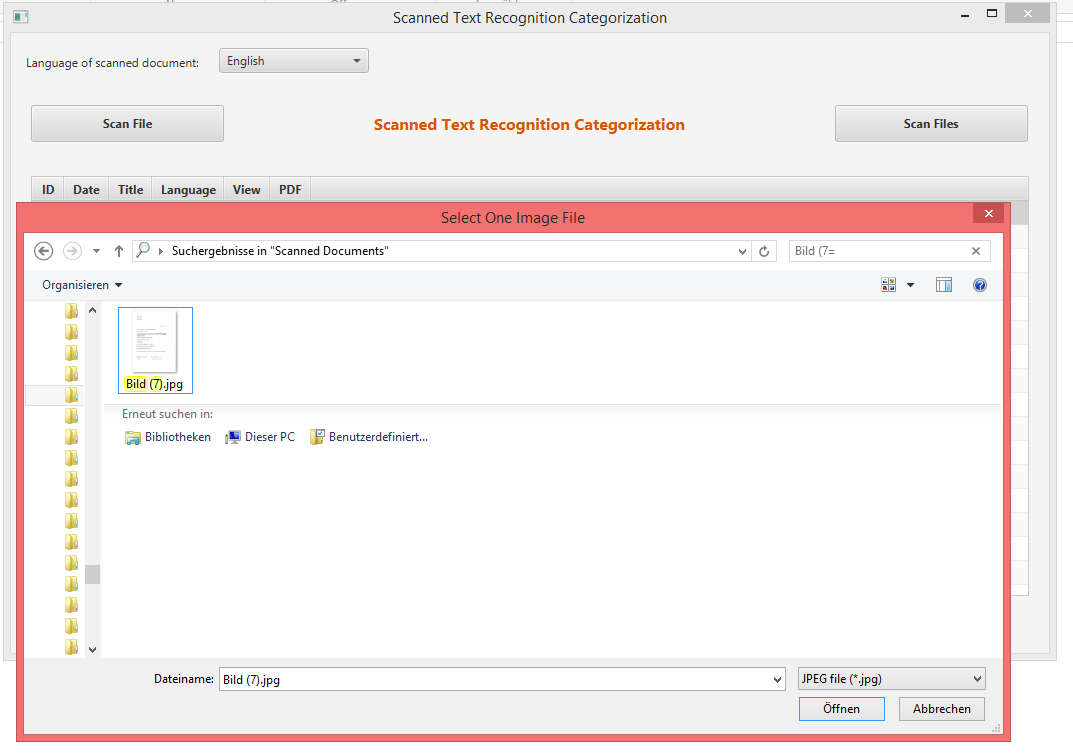 Scanned Text Recognition Categorization
Language of scanned document: English
Scan File Scanned Text Recognition Categorization Scan Files
ID Date Title Language View PDF
Select One Image File
Suchergebnisse in "Scanned Documents" Bild (7=
Organisieren
Bild (7).jpg
Erneut suchen in:
Bibliotheken Dieser PC Benutzerdefiniert...
Dateiname: Bild (7).jpg JPEG file (*.jpg)
Öffnen Abbrechen